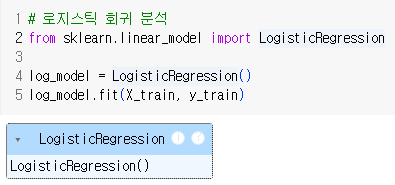 1 # 로지스틱 회귀 분석
2 from sklearn.linear_model import LogisticRegression
3
4 log_model = LogisticRegression()
5 log_model.fit(X_train, y_train)
▾ LogisticRegression i ?
LogisticRegression()